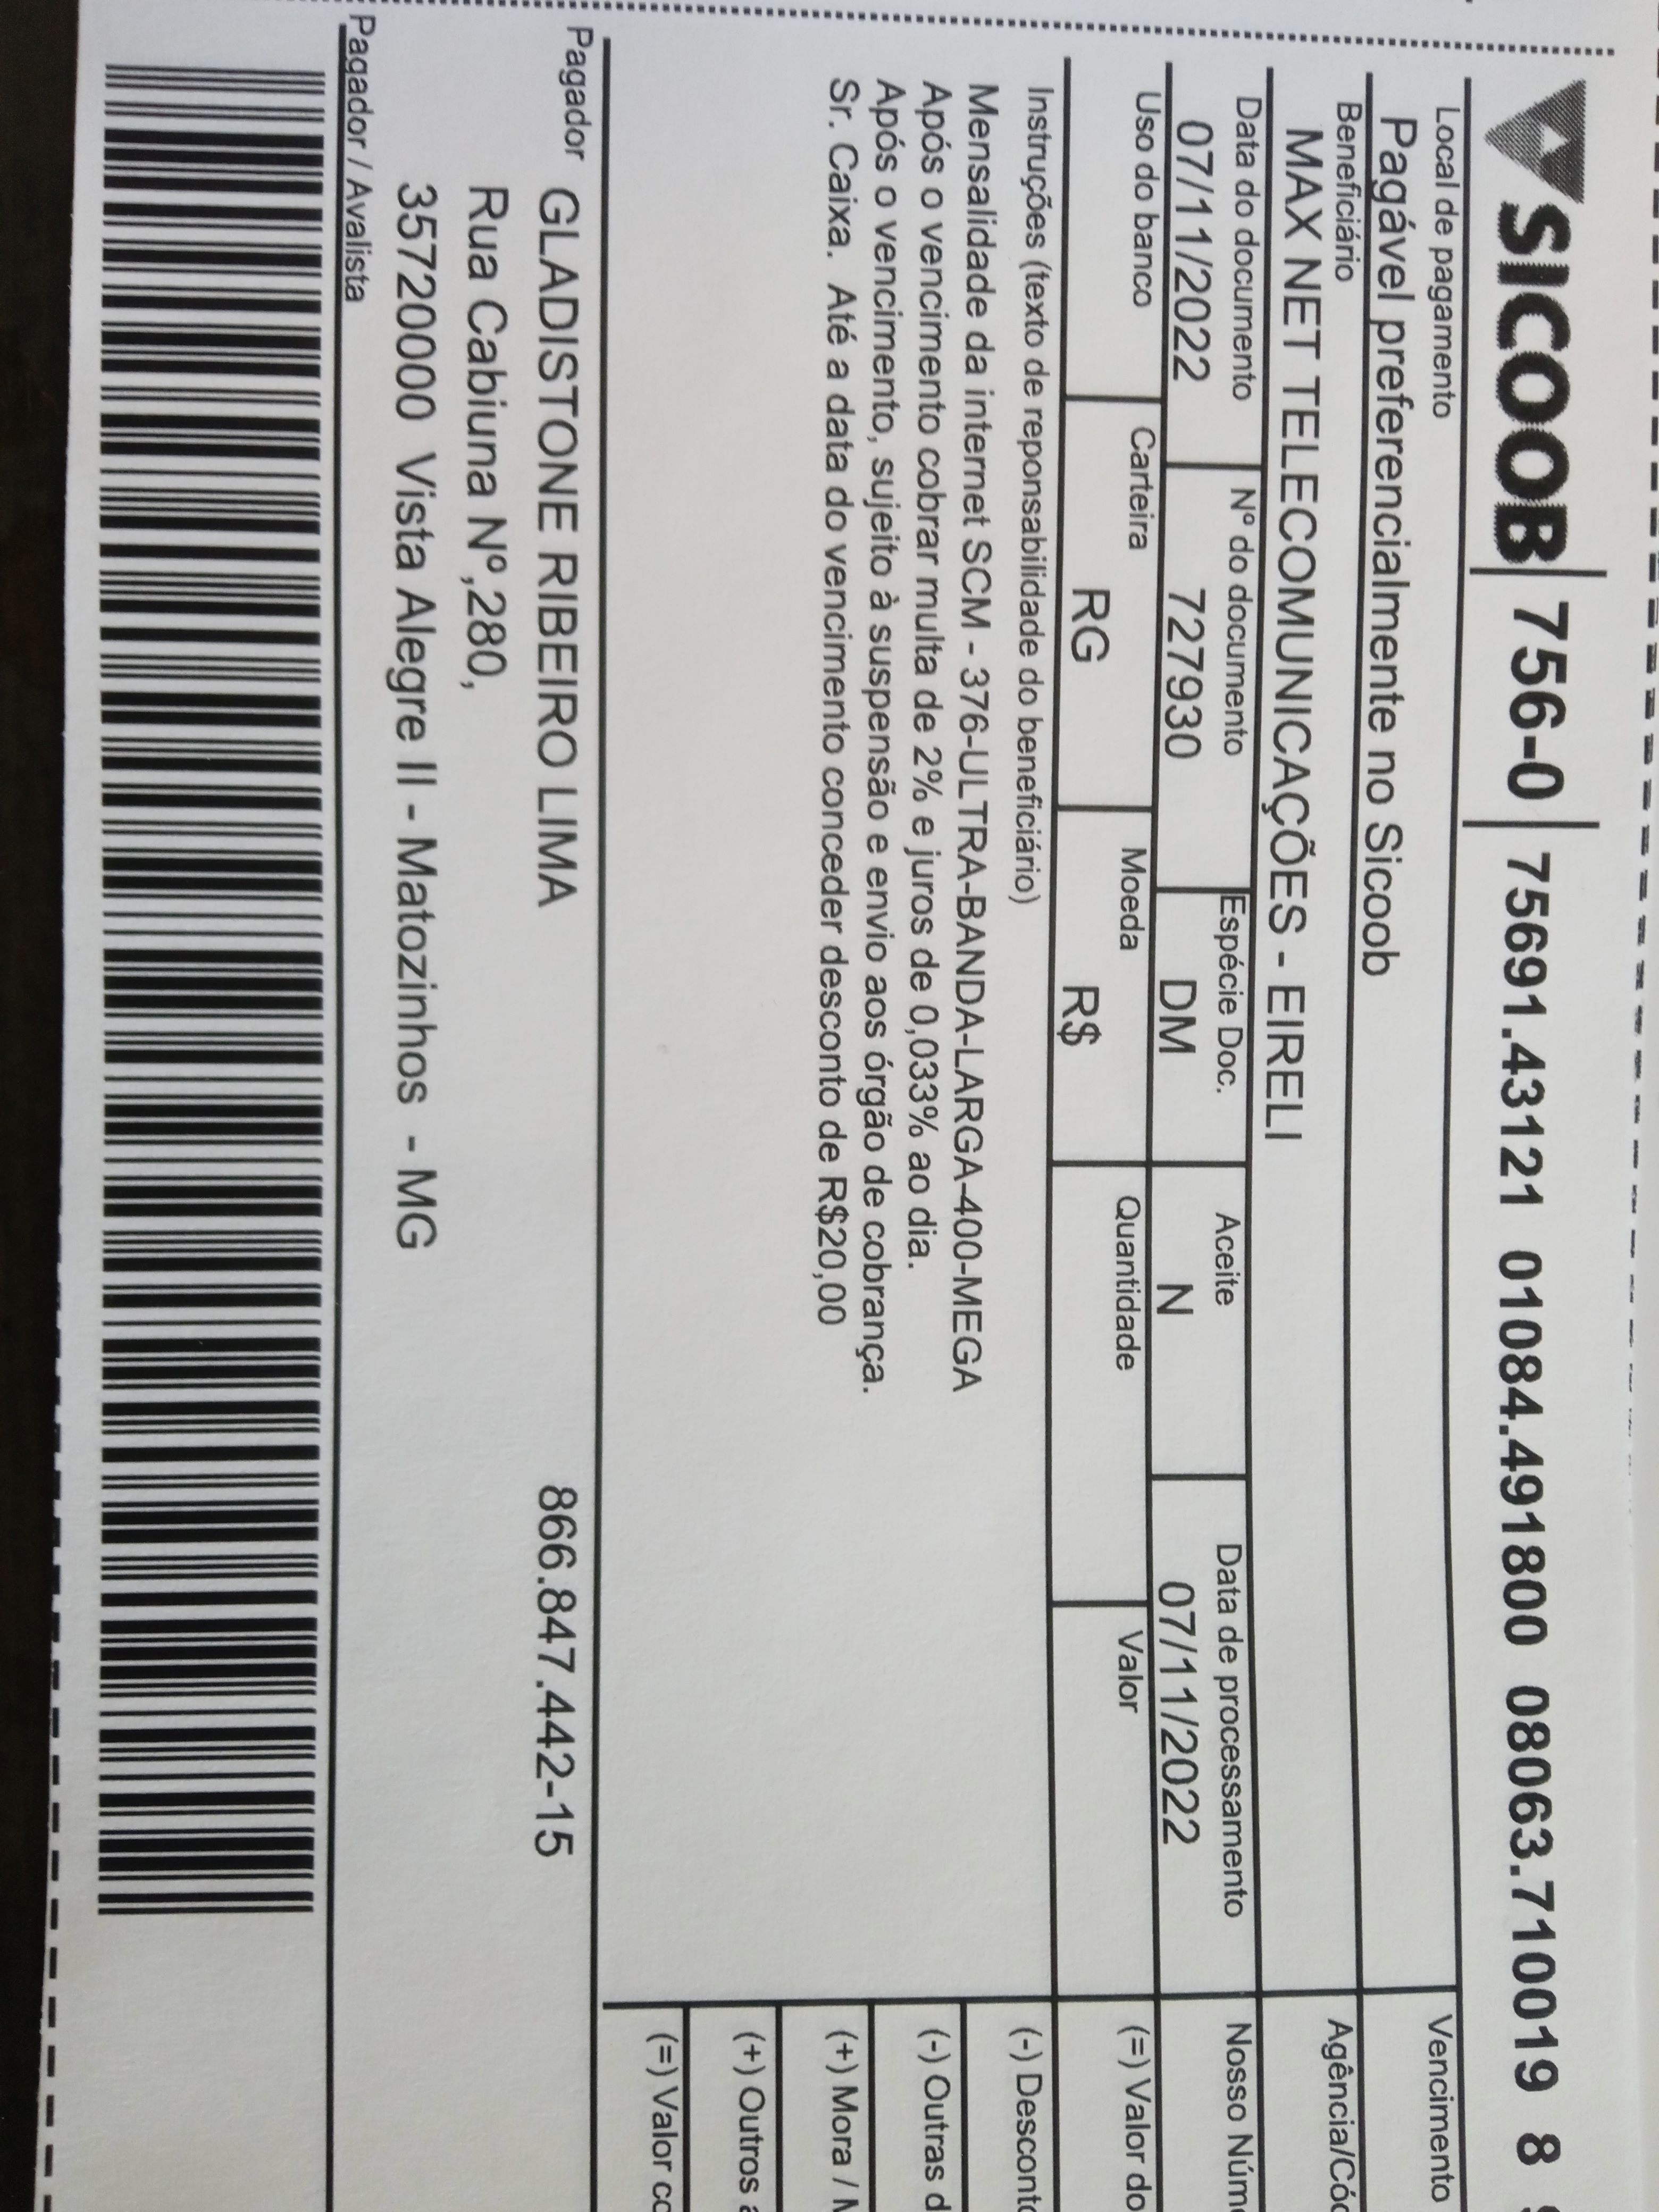 SICOOB 756-0 75691.43121 01084.491800 08063.710019 8
Local de pagamento Vencimento
Pagável preferencialmente no Sicoob
Beneficiário Agência/Cód
MAX NET TELECOMUNICAÇÕES - EIRELI
Data do documento Nº do documento Espécie Doc. Aceite Data de processamento Nosso Núm
07/11/2022 727930 DM N 07/11/2022
Uso do banco Carteira Moeda Quantidade Valor (=) Valor do
RG R$
Instruções (texto de reponsabilidade do beneficiário) (-) Descont
Mensalidade da internet SCM - 376-ULTRA-BANDA-LARGA-400-MEGA
Após o vencimento cobrar multa de 2% e juros de 0,033% ao dia. (-) Outras d
Após o vencimento, sujeito à suspensão e envio aos órgão de cobrança.
Sr. Caixa. Até a data do vencimento conceder desconto de R$20,00 (+) Mora / M
(+) Outros a
(=) Valor co
Pagador GLADISTONE RIBEIRO LIMA 866.847.442-15
Rua Cabiuna Nº,280,
35720000 Vista Alegre II - Matozinhos - MG
Pagador / Avalista